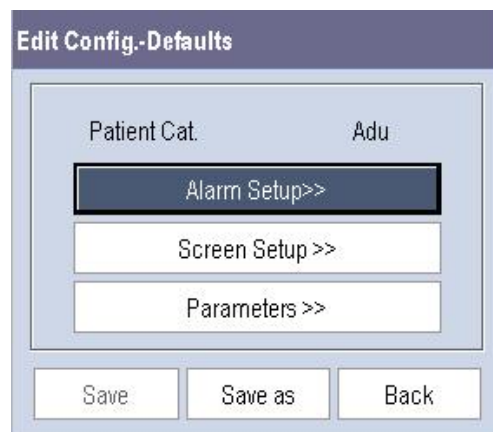 Edit Config.-Defaults
Patient Cat. Adu
Alarm Setup>>
Screen Setup >>
Parameters >>
Save Save as Back